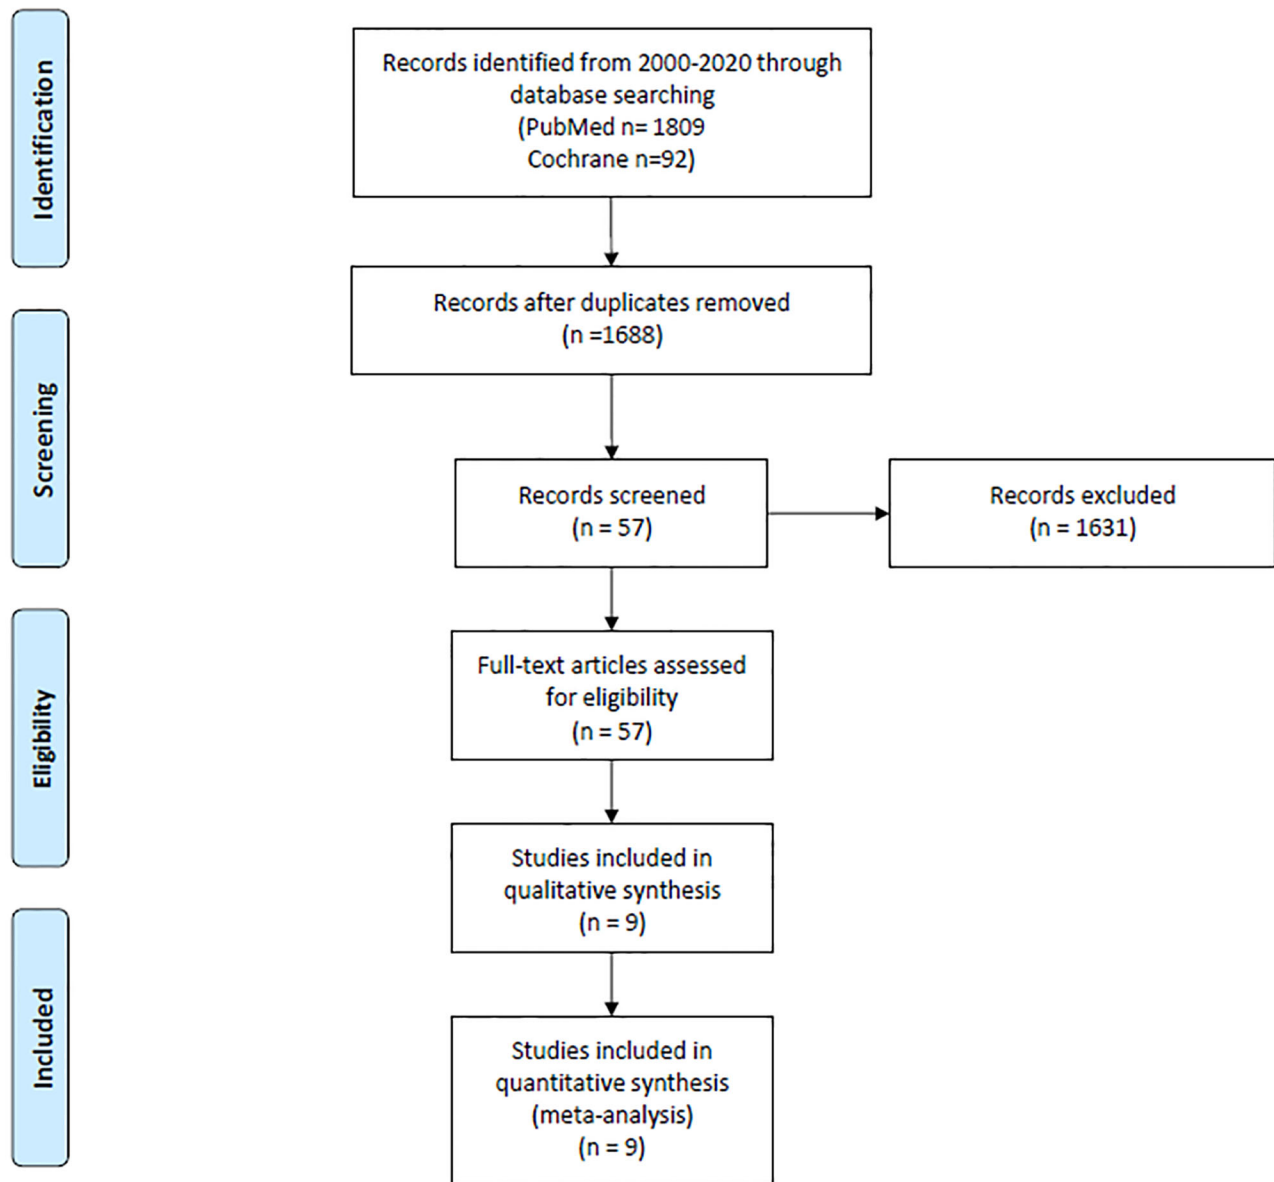 Identification
Records identified from 2000-2020 through
database searching
(PubMed n= 1809
Cochrane n=92)
Records after duplicates removed
(n =1688)
Screening
Records screened
(n = 57)
Records excluded
(n = 1631)
Eligibility
Full-text articles assessed
for eligibility
(n = 57)
Studies included in
qualitative synthesis
(n = 9)
Included
Studies included in
quantitative synthesis
(meta-analysis)
(n = 9)